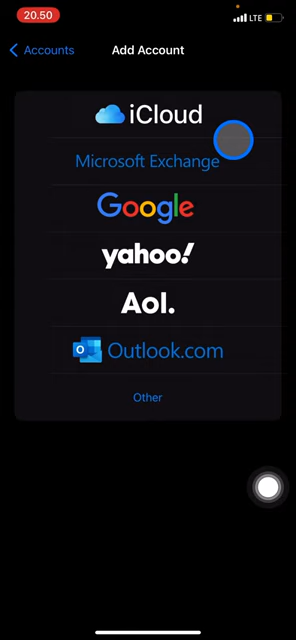 20.50
LTE
Accounts
Add Account
iCloud
Microsoft Exchange
Google
yahoo!
Aol.
Outlook.com
Other